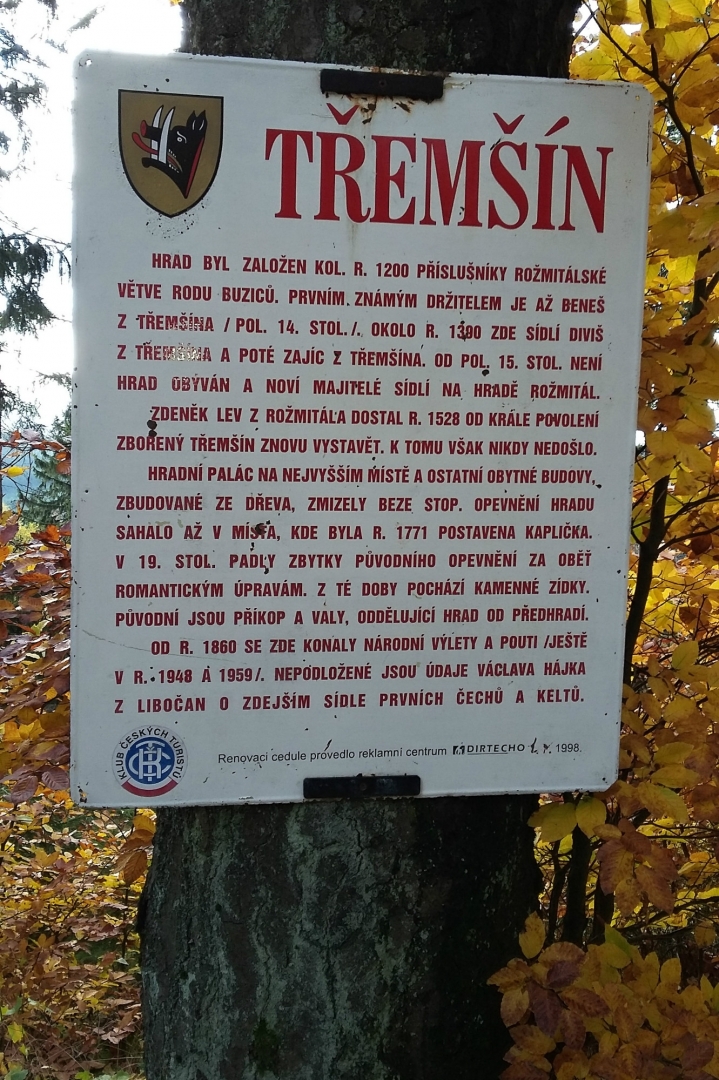 TŘEMŠÍN
HRAD BYL ZALOŽEN KOL. R. 1200 PŘÍSLUŠNÍKY ROŽMITÁLSKÉ
VĚTVE RODU BUZICŮ. PRVNÍM ZNÁMÝM DRŽITELEM JE AŽ BENEŠ
Z TŘEMŠÍNA / POL. 14. STOL./. OKOLO R. 1390 ZDE SÍDLÍ DIVIŠ
Z TŘEMŠÍNA A POTÉ ZAJÍC Z TŘEMŠÍNA. OD POL. 15. STOL. NENÍ
HRAD OBÝVÁN A NOVÍ MAJITELÉ SÍDLÍ NA HRADĚ ROŽMITÁL.
ZDENĚK LEV Z ROŽMITÁLA DOSTAL R. 1528 OD KRÁLE POVOLENÍ
ZBOŘENÝ TŘEMŠÍN ZNOVU VYSTAVĚT. K TOMU VŠAK NIKDY NEDOŠLO.
HRADNÍ PALÁC NA NEJVYŠŠÍM MÍSTĚ A OSTATNÍ OBYTNÉ BUDOVY,
ZBUDOVANÉ ZE DŘEVA, ZMIZELY BEZE STOP. OPEVNĚNÍ HRADU
SAHALO AŽ V MÍSTA, KDE BYLA R. 1771 POSTAVENA KAPLIČKA.
V 19. STOL. PADLY ZBYTKY PŮVODNÍHO OPEVNĚNÍ ZA OBĚŤ
ROMANTICKÝM ÚPRAVÁM. Z TÉ DOBY POCHÁZÍ KAMENNÉ ZÍDKY.
PŮVODNÍ JSOU PŘÍKOP A VALY, ODDĚLUJÍCÍ HRAD OD PŘEDHRADÍ.
OD R. 1860 SE ZDE KONALY NÁRODNÍ VÝLETY A POUTI /JEŠTĚ
V R. 1948 A 1959/. NEPODLOŽENÉ JSOU ÚDAJE VÁCLAVA HÁJKA
Z LIBOČAN O ZDEJŠÍM SÍDLE PRVNÍCH ČECHŮ A KELTŮ.
KLUB ČESKÝCH TURISTŮ
Renovaci cedule provedlo reklamní centrum DIRTECHO 1998.